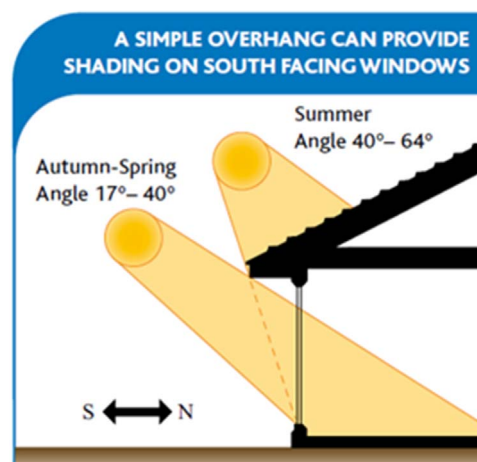 A SIMPLE OVERHANG CAN PROVIDE
SHADING ON SOUTH FACING WINDOWS
Summer
Angle 40°– 64°
Autumn-Spring
Angle 17°– 40°
S N